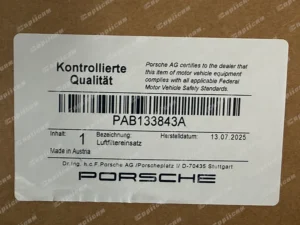 Kontrollierte
Qualität
Porsche AG certifies to the dealer that
this item of motor vehicle equipment
complies with all applicable Federal
Motor Vehicle Safety Standards.
PAB133843A
Inhalt: Bezeichnung: Herstelldatum: 13.07.2025
1 Luftfiltereinsatz
Made in Austria
Dr.Ing. h.c.F.Porsche AG /Porscheplatz // D-70435 Stuttgart
PORSCHE